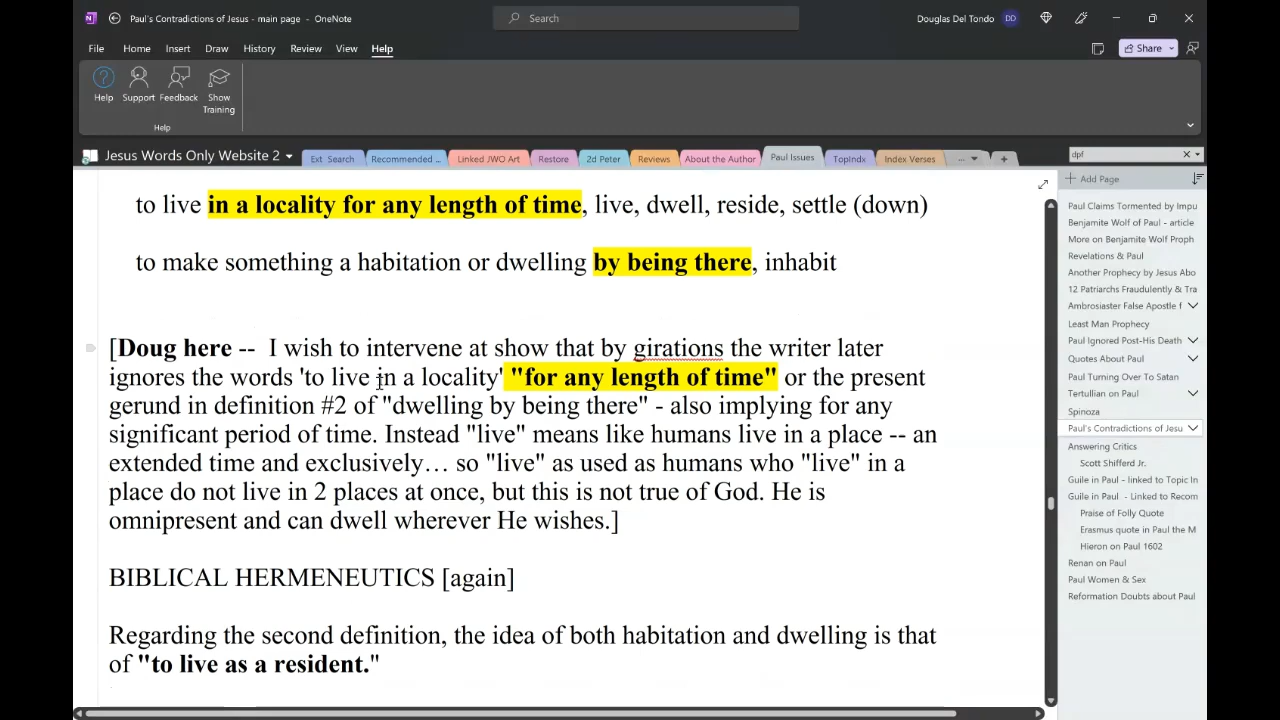 Paul's Contradictions of Jesus - main page - OneNote
Search
Douglas Del Tondo
DD
File Home Insert Draw History Review View Help
Share
Help Support Feedback Show Training
Help
Jesus Words Only Website 2
Ext Search Recommended ... Linked JWO Art Restore 2d Peter Reviews About the Author Paul Issues TopIndx Index Verses ... +
dpf
Add Page
to live in a locality for any length of time, live, dwell, reside, settle (down)
to make something a habitation or dwelling by being there, inhabit
[Doug here -- I wish to intervene at show that by girations the writer later
ignores the words 'to live in a locality' "for any length of time" or the present
gerund in definition #2 of "dwelling by being there" - also implying for any
significant period of time. Instead "live" means like humans live in a place -- an
extended time and exclusively… so "live" as used as humans who "live" in a
place do not live in 2 places at once, but this is not true of God. He is
omnipresent and can dwell wherever He wishes.]
BIBLICAL HERMENEUTICS [again]
Regarding the second definition, the idea of both habitation and dwelling is that
of "to live as a resident."
Paul Claims Tormented by Impu
Benjamite Wolf of Paul - article
More on Benjamite Wolf Proph
Revelations & Paul
Another Prophecy by Jesus Abo
12 Patriarchs Fraudulently & Tra
Ambrosiaster False Apostle f
Least Man Prophecy
Paul Ignored Post-His Death
Quotes About Paul
Paul Turning Over To Satan
Tertullian on Paul
Spinoza
Paul's Contradictions of Jesu
Answering Critics
Scott Shifferd Jr.
Guile in Paul - linked to Topic In
Guile in Paul - Linked to Recom
Praise of Folly Quote
Erasmus quote in Paul the M
Hieron on Paul 1602
Renan on Paul
Paul Women & Sex
Reformation Doubts about Paul